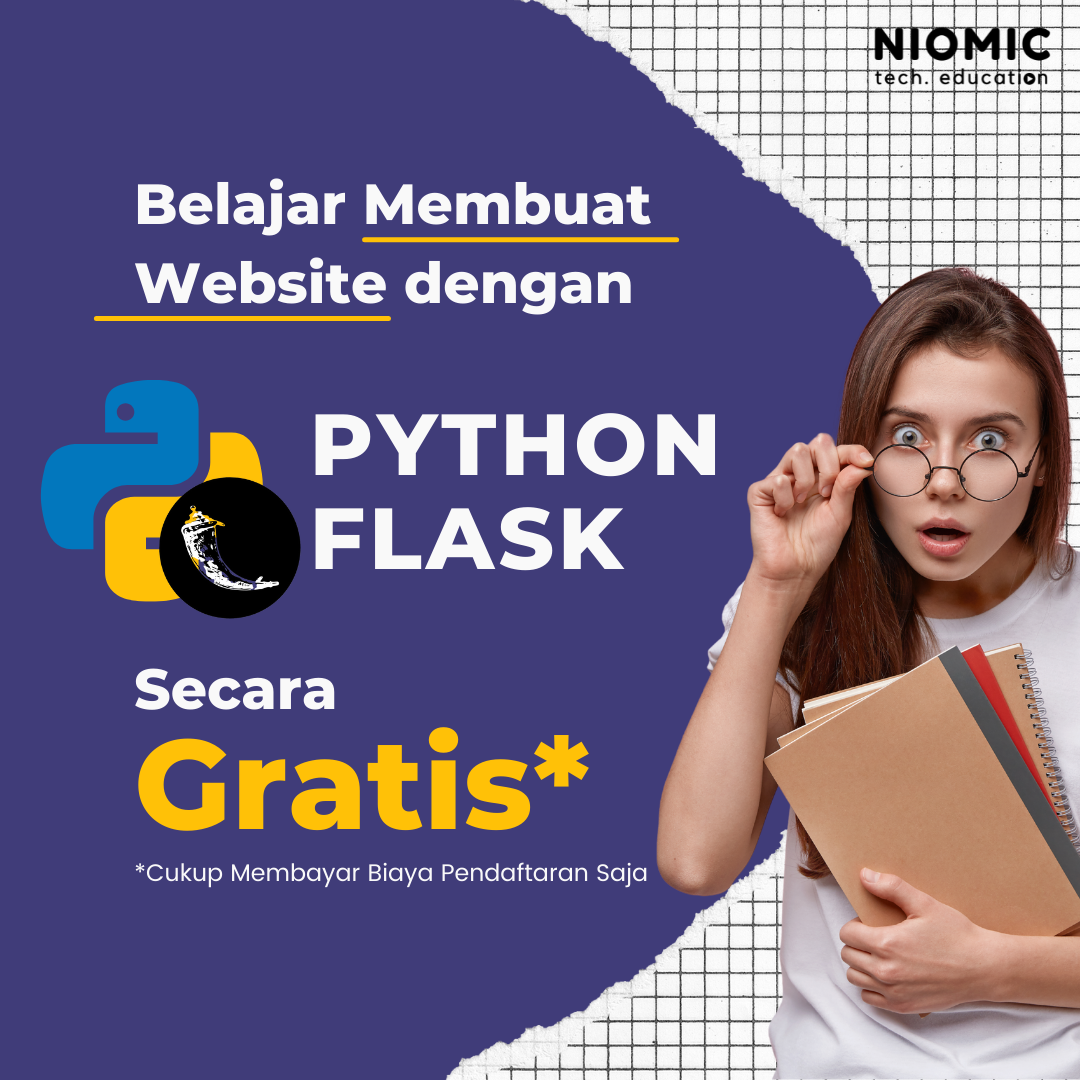 NIOMIC
tech. education
Belajar Membuat
Website dengan
PYTHON
FLASK
Secara
Gratis*
*Cukup Membayar Biaya Pendaftaran Saja